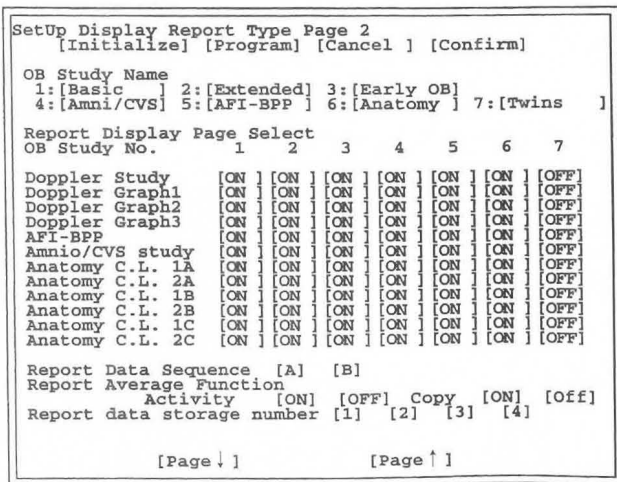 SetUp Display Report Type Page 2
[Initialize] [Program] [Cancel ] [Confirm]
OB Study Name
1:[Basic ] 2:[Extended] 3:[Early OB]
4:[Amni/CVS] 5:[AFI-BPP ] 6:[Anatomy ] 7:[Twins ]
Report Display Page Select
OB Study No. 1 2 3 4 5 6 7
Doppler Study [ON ] [ON ] [ON ] [ON ] [ON ] [ON ] [OFF]
Doppler Graph1 [ON ] [ON ] [ON ] [ON ] [ON ] [ON ] [OFF]
Doppler Graph2 [ON ] [ON ] [ON ] [ON ] [ON ] [ON ] [OFF]
Doppler Graph3 [ON ] [ON ] [ON ] [ON ] [ON ] [ON ] [OFF]
AFI-BPP [ON ] [ON ] [ON ] [ON ] [ON ] [ON ] [OFF]
Amnio/CVS study [ON ] [ON ] [ON ] [ON ] [ON ] [ON ] [OFF]
Anatomy C.L. 1A [ON ] [ON ] [ON ] [ON ] [ON ] [ON ] [OFF]
Anatomy C.L. 2A [ON ] [ON ] [ON ] [ON ] [ON ] [ON ] [OFF]
Anatomy C.L. 1B [ON ] [ON ] [ON ] [ON ] [ON ] [ON ] [OFF]
Anatomy C.L. 2B [ON ] [ON ] [ON ] [ON ] [ON ] [ON ] [OFF]
Anatomy C.L. 1C [ON ] [ON ] [ON ] [ON ] [ON ] [ON ] [OFF]
Anatomy C.L. 2C [ON ] [ON ] [ON ] [ON ] [ON ] [ON ] [OFF]
Report Data Sequence [A] [B]
Report Average Function
Activity [ON] [OFF] Copy [ON] [Off]
Report data storage number [1] [2] [3] [4]
[Page↓ ] [Page↑ ]